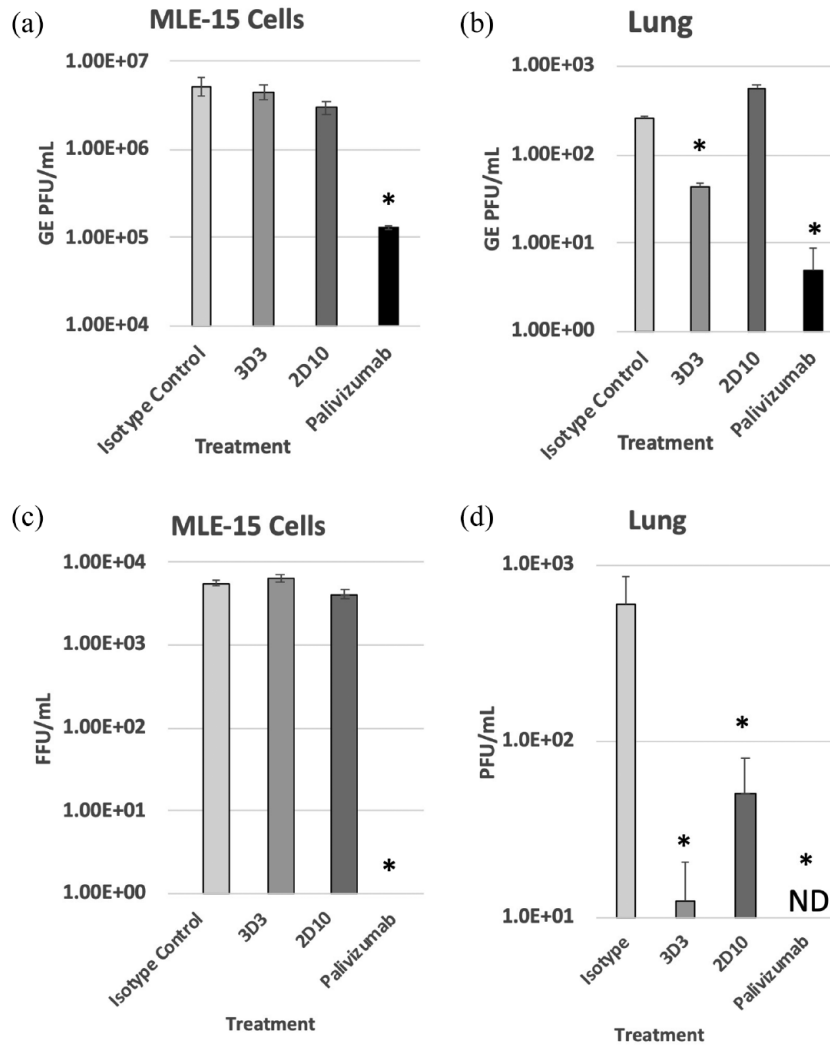 (a)
MLE-15 Cells
1.00E+07
1.00E+06
1.00E+05
1.00E+04
GE PFU/mL
*
Isotype Control
3D3
2D10
Palivizumab
Treatment
(b)
Lung
1.00E+03
1.00E+02
1.00E+01
1.00E+00
GE PFU/mL
*
*
Isotype Control
3D3
2D10
Palivizumab
Treatment
(c)
MLE-15 Cells
1.00E+04
1.00E+03
1.00E+02
1.00E+01
1.00E+00
FFU/mL
*
Isotype Control
3D3
2D10
Palivizumab
Treatment
(d)
Lung
1.0E+03
1.0E+02
1.0E+01
PFU/mL
*
*
*
ND
Isotype
3D3
2D10
Palivizumab
Treatment